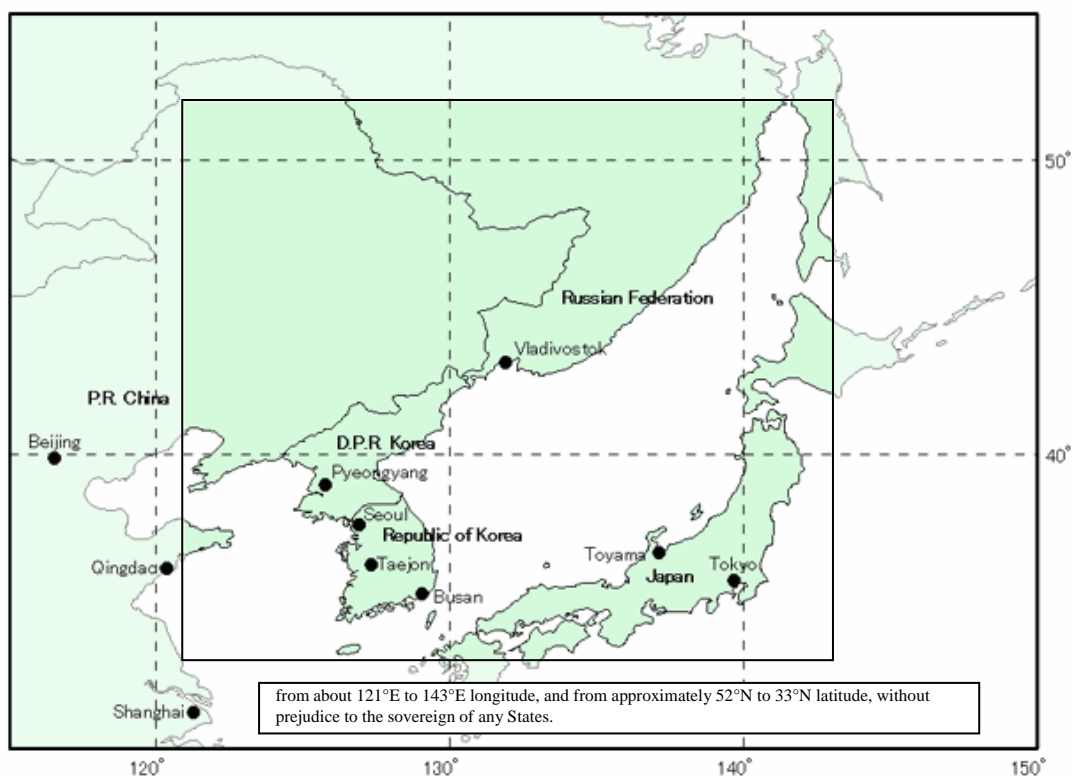 50°
Russian Federation
Vladivostok
P.R. China
Beijing
D.P.R. Korea
40°
Pyeongyang
Seoul
Republic of Korea
Qingdao
Taejon
Toyama
Tokyo
Japan
Busan
from about 121°E to 143°E longitude, and from approximately 52°N to 33°N latitude, without
prejudice to the sovereign of any States.
Shanghai
120°
130°
140°
150°